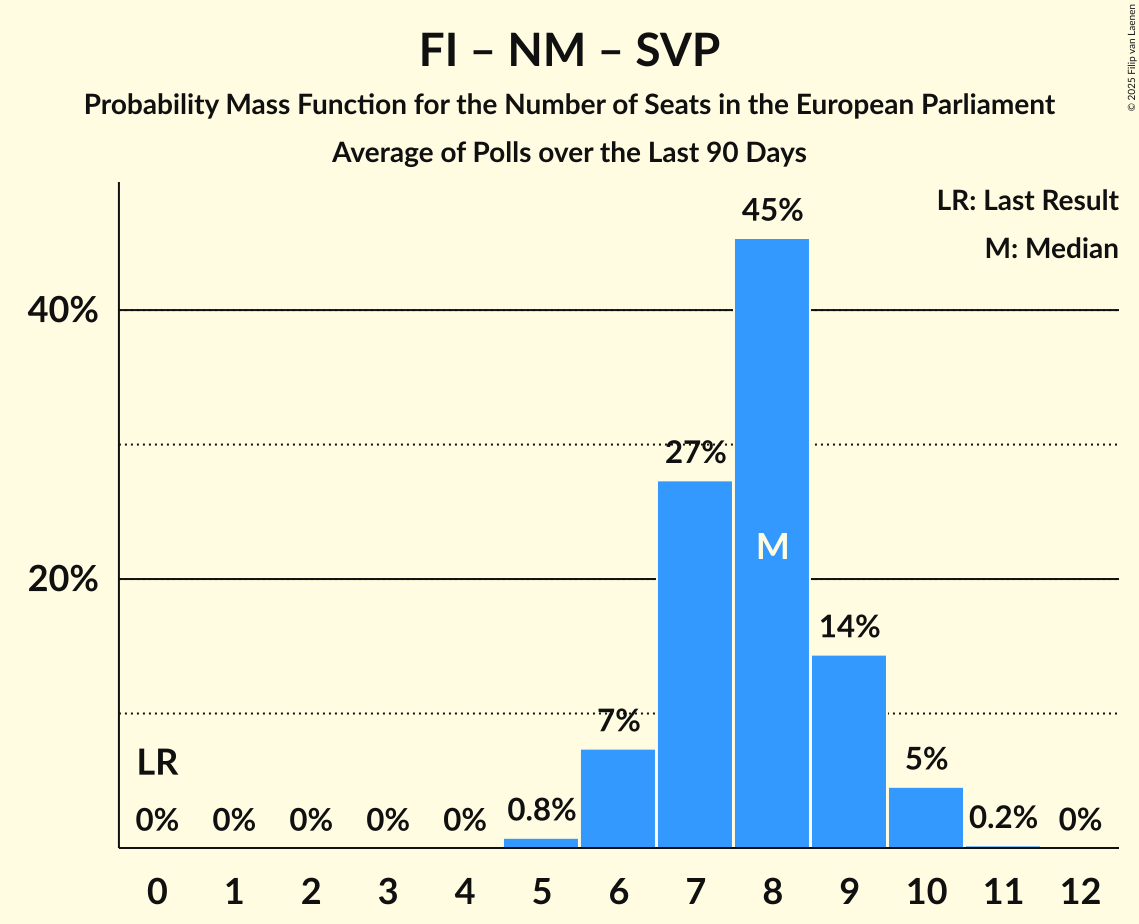 FI – NM – SVP
Probability Mass Function for the Number of Seats in the European Parliament
Average of Polls over the Last 90 Days
© 2025 Filip van Laenen
LR: Last Result
M: Median
40%
20%
LR
0%
0%
0%
0%
0%
0.8%
7%
27%
45%
M
14%
5%
0.2%
0%
0 1 2 3 4 5 6 7 8 9 10 11 12